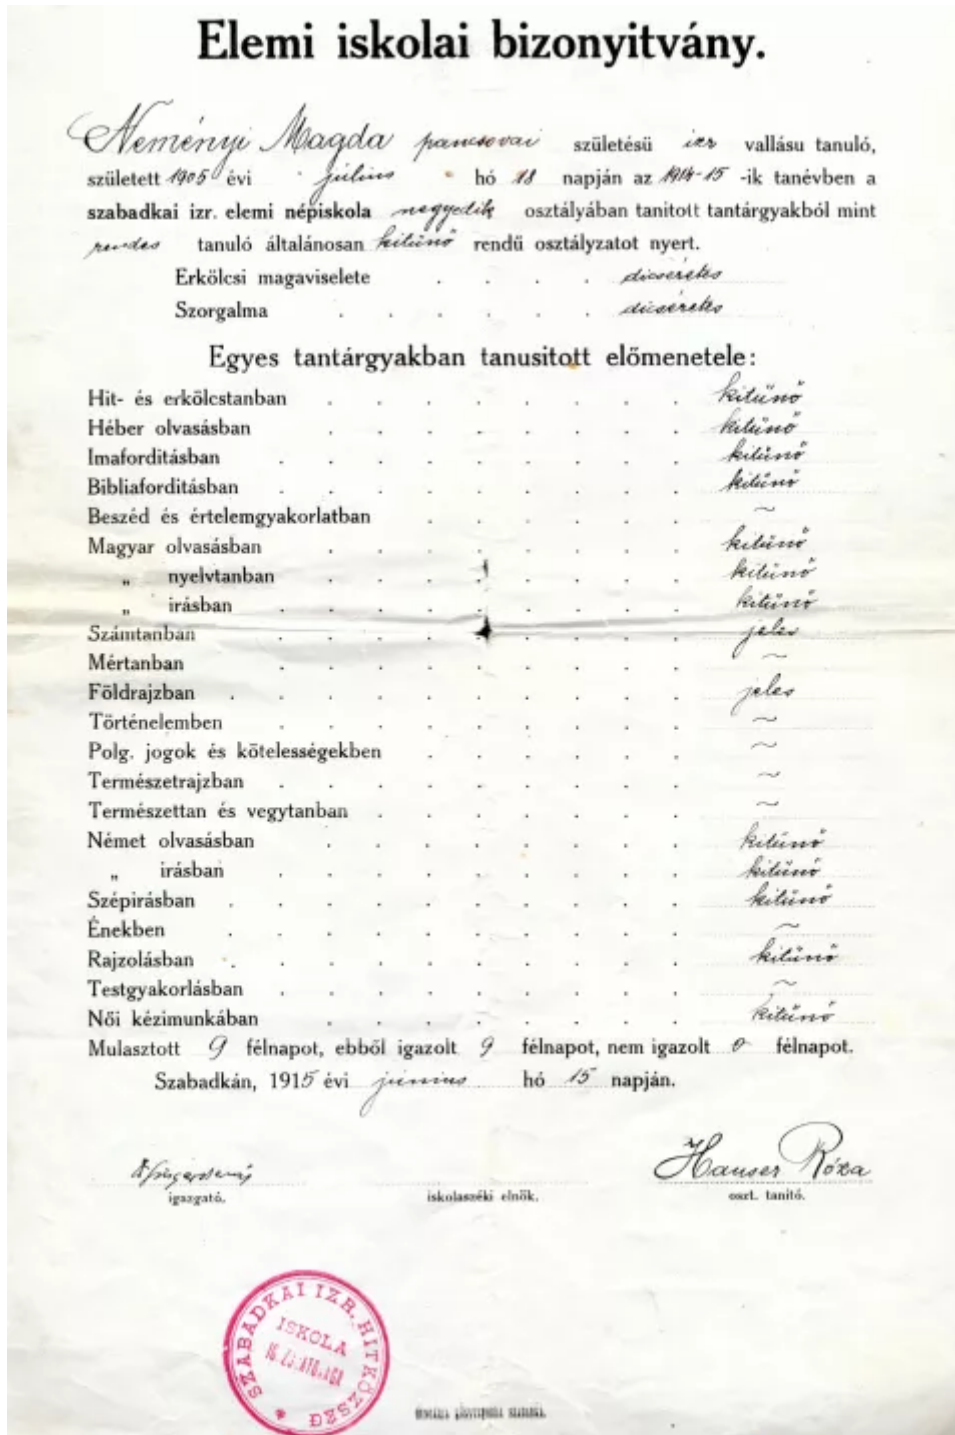 Elemi iskolai bizonyitvány.
Neményi Magda pancsovai születésü izr vallásu tanuló,
született 1905 évi július hó 18 napján az 1914-15 -ik tanévben a
szabadkai izr. elemi népiskola negyedik osztályában tanitott tantárgyakból mint
rendes tanuló általánosan kitünő rendü osztályzatot nyert.
Erkölcsi magaviselete . . . . dicséretes
Szorgalma . . . . . . dicséretes
Egyes tantárgyakban tanusitott előmenetele:
Hit- és erkölcstanban . . . . . . . . kitünő
Héber olvasásban . . . . . . . . kitünő
Imaforditásban . . . . . . . . . kitünő
Bibliaforditásban . . . . . . . . . kitünő
Beszéd és értelemgyakorlatban . . . . . . ~
Magyar olvasásban . . . . . . . . kitünő
„ nyelvtanban . . . . . . . . kitünő
„ irásban . . . . . . . . . kitünő
Számtanban . . . . . . . . . jeles
Mértanban . . . . . . . . . ~
Földrajzban . . . . . . . . . . jeles
Történelemben . . . . . . . . . ~
Polg. jogok és kötelességekben . . . . . . ~
Természetrajzban . . . . . . . . . ~
Természettan és vegytanban . . . . . . . ~
Német olvasásban . . . . . . . . kitünő
„ irásban . . . . . . . . . kitünő
Szépirásban . . . . . . . . . . kitünő
Énekben . . . . . . . . . . ~
Rajzolásban . . . . . . . . . . kitünő
Testgyakorlásban . . . . . . . . . ~
Női kézimunkában . . . . . . . . kitünő
Mulasztott 9 félnapot, ebből igazolt 9 félnapot, nem igazolt 0 félnapot.
Szabadkán, 1915 évi június hó 15 napján.
Hauser Róza
igazgató. iskolaszéki elnök. oszt. tanitó.
SZABADKAI IZR. HITKÖZSÉG
ISKOLA